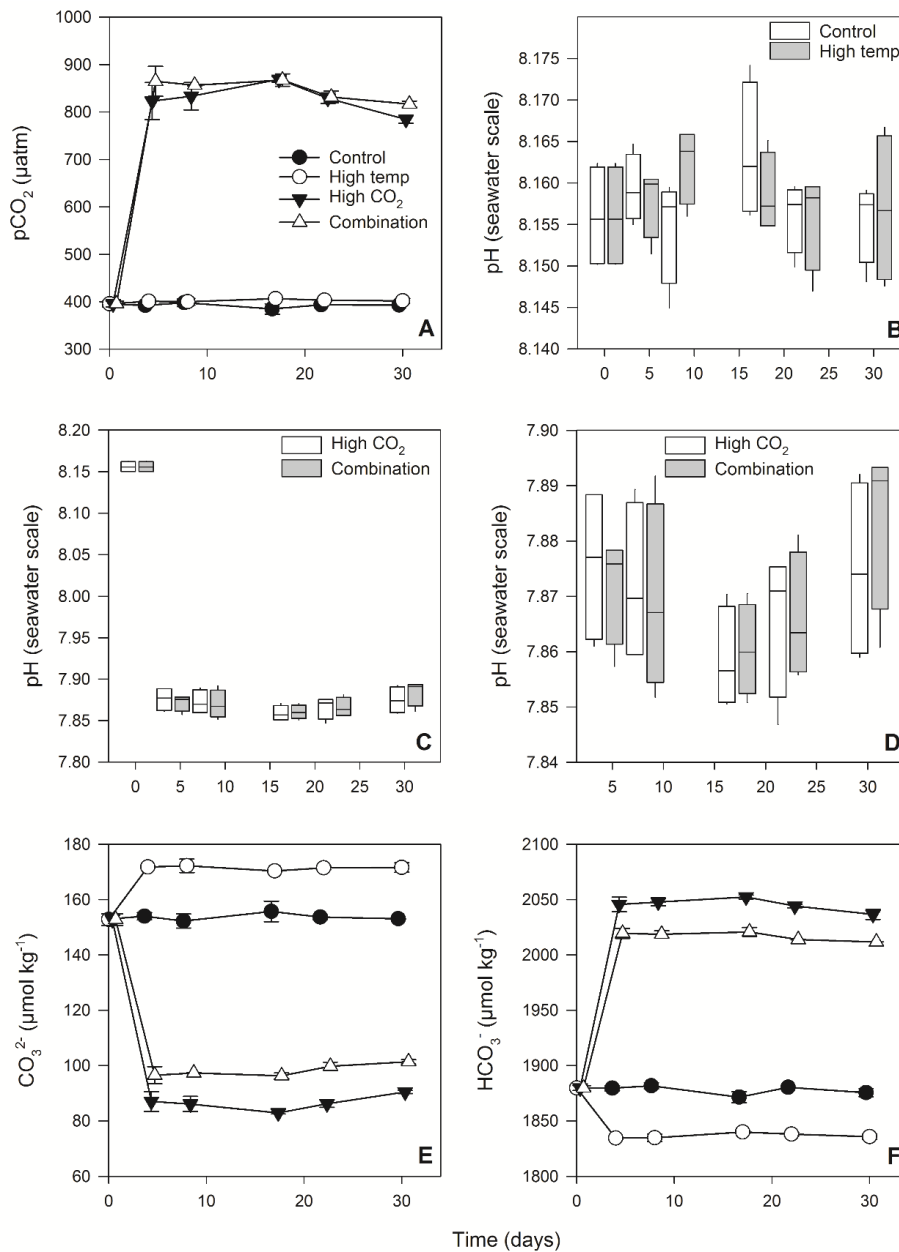 1000
900
800
700
600
500
400
300
pCO₂ (µatm)
Control
High temp
High CO₂
Combination
A
0 10 20 30
8.175
8.170
8.165
8.160
8.155
8.150
8.145
8.140
pH (seawater scale)
Control
High temp
B
0 5 10 15 20 25 30
8.20
8.15
8.10
8.05
8.00
7.95
7.90
7.85
7.80
pH (seawater scale)
High CO₂
Combination
C
0 5 10 15 20 25 30
7.90
7.89
7.88
7.87
7.86
7.85
7.84
pH (seawater scale)
High CO₂
Combination
D
5 10 15 20 25 30
180
160
140
120
100
80
60
CO₃²⁻ (µmol kg⁻¹)
E
0 10 20 30
2100
2050
2000
1950
1900
1850
1800
HCO₃⁻ (µmol kg⁻¹)
F
0 10 20 30
Time (days)